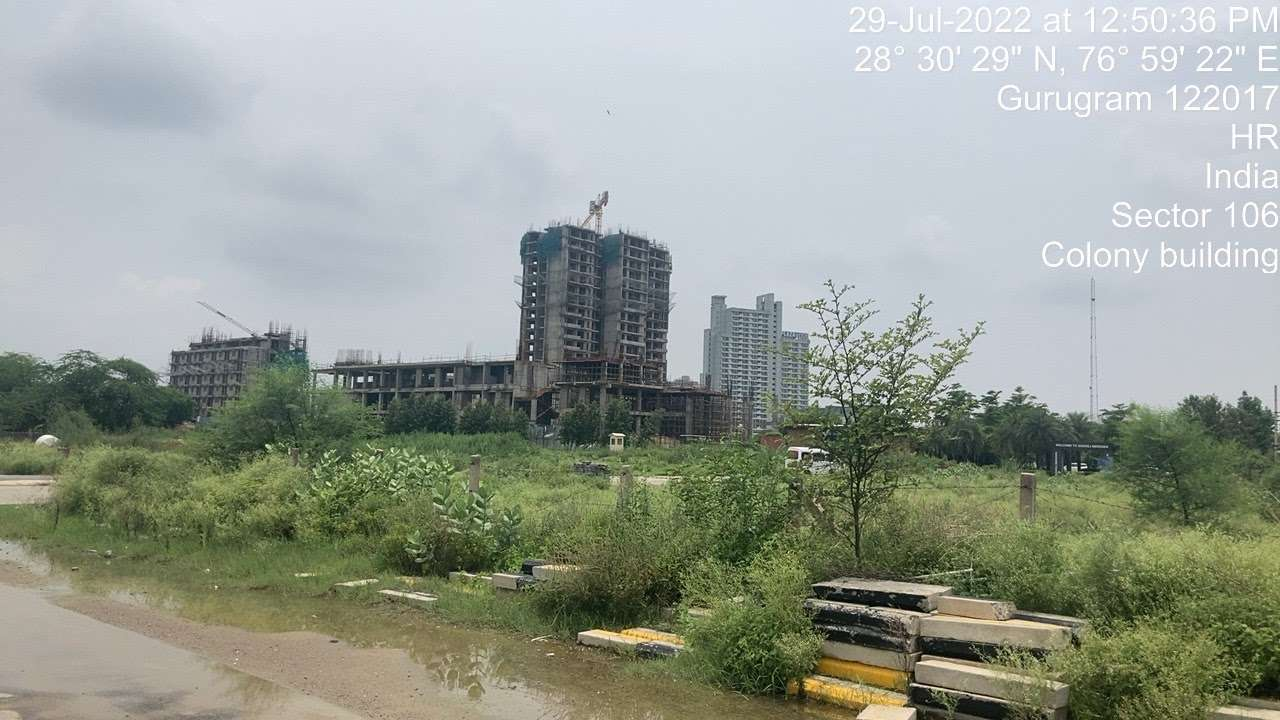 29-Jul-2022 at 12:50:36 PM
28° 30' 29" N, 76° 59' 22" E
Gurugram 122017
HR
India
Sector 106
Colony building